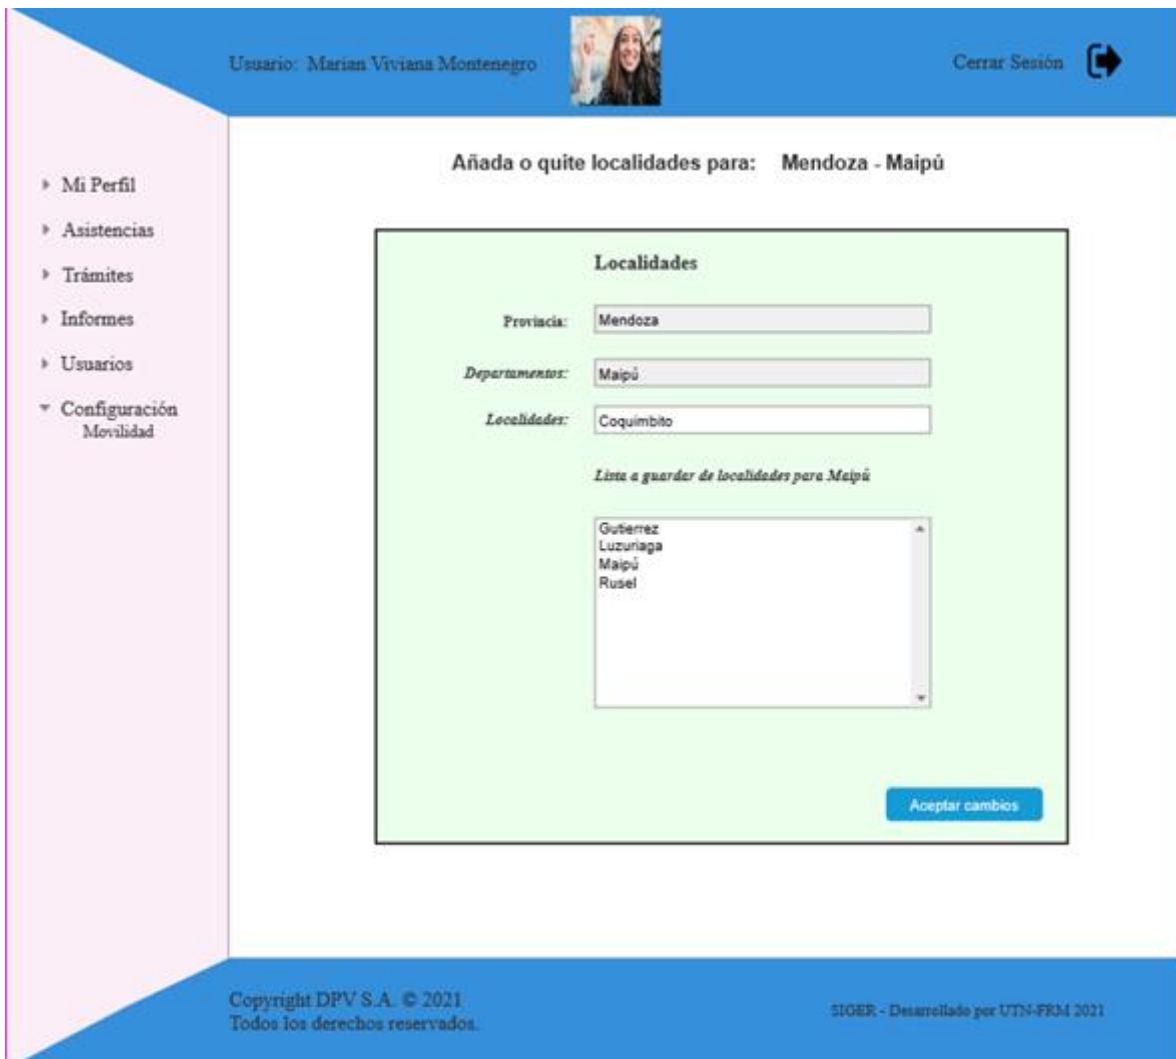 Usuario: Marian Viviana Montenegro
Cerrar Sesión
Añada o quite localidades para: Mendoza - Maipú
Mi Perfil
Asistencias
Trámites
Informes
Usuarios
Configuración
Movilidad
Localidades
Provincia: Mendoza
Departamentos: Maipú
Localidades: Coquimbito
Lista a guardar de localidades para Maipú
Gutierrez
Luzuriaga
Maipú
Rusel
Aceptar cambios
Copyright DPV S.A. © 2021
Todos los derechos reservados.
SIGER - Desarrollado por UTN-FRM 2021